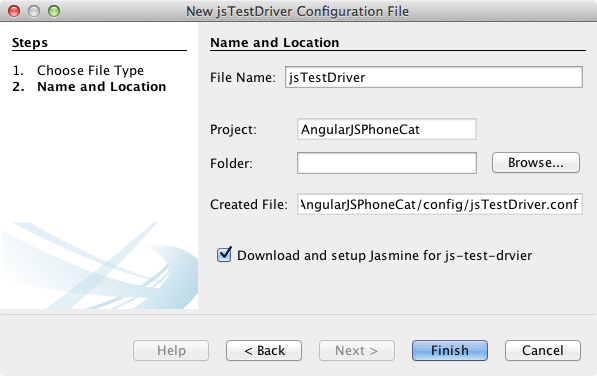 New jsTestDriver Configuration File
Steps
1. Choose File Type
2. Name and Location
Name and Location
File Name: jsTestDriver
Project: AngularJSPhoneCat
Folder: Browse...
Created File: AngularJSPhoneCat/config/jsTestDriver.conf
Download and setup Jasmine for js-test-drvier
Help < Back Next > Finish Cancel